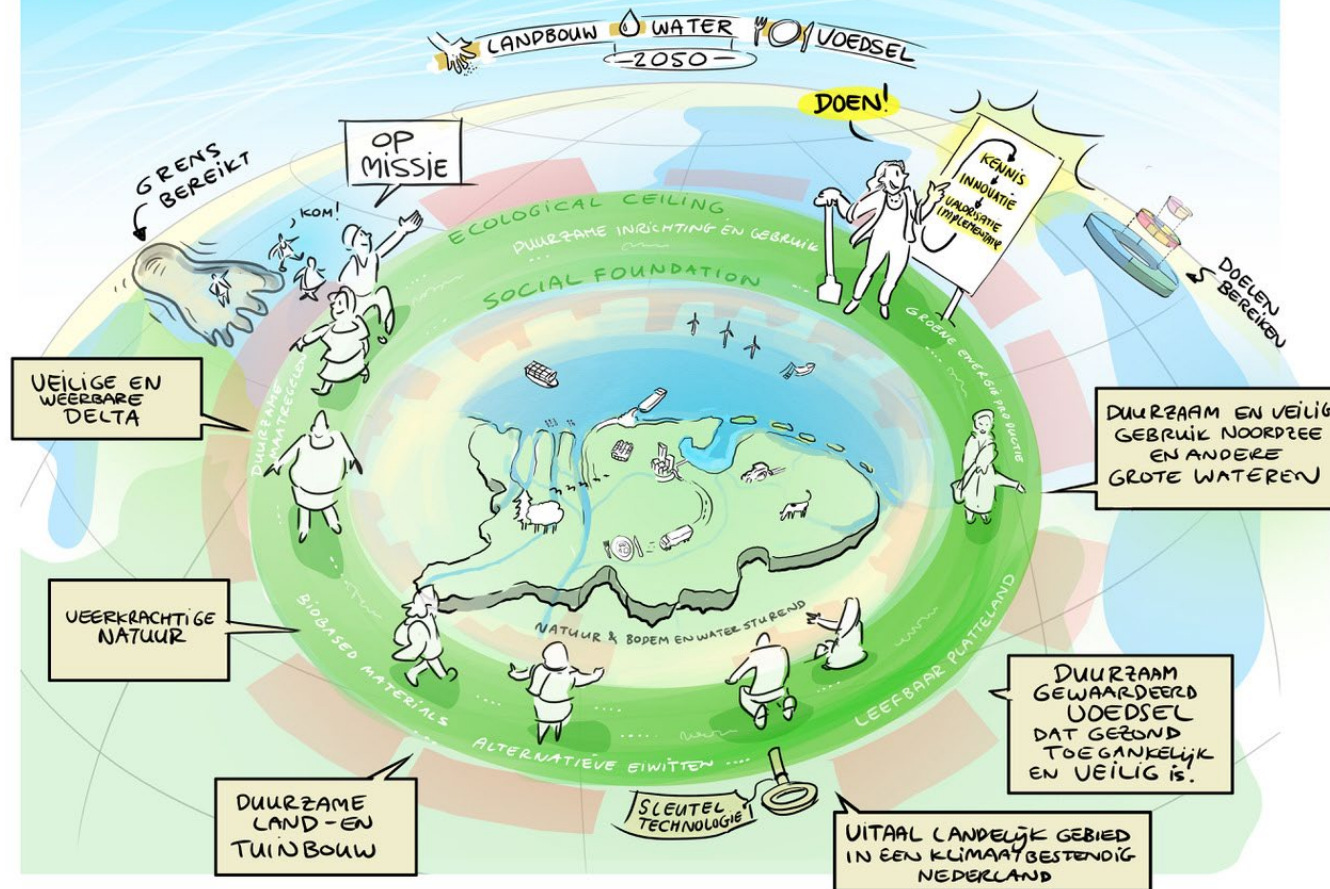 LANDBOUW WATER VOEDSEL
-2050-
DOEN!
OP
MISSIE
GRENS
BEREIKT
KOM!
KENNIS
INNOVATIE
VALORISATIE
IMPLEMENTATIE
DOELEN
BEREIKEN
ECOLOGICAL CEILING
DUURZAME INRICHTING EN GEBRUIK
SOCIAL FOUNDATION
GROENE ENERGIE PRODUCTIE
VEILIGE EN
WEERBARE
DELTA
DUURZAME
MAATREGELEN
DUURZAAM EN VEILIG
GEBRUIK NOORDZEE
EN ANDERE
GROTE WATEREN
VEERKRACHTIGE
NATUUR
BIOBASED MATERIALS
NATUUR & BODEM EN WATER STUREND
LEEFBAAR PLATTELAND
ALTERNATIEVE EIWITTEN
DUURZAAM
GEWAARDEERD
VOEDSEL
DAT GEZOND
TOEGANKELIJK
EN VEILIG is.
DUURZAME
LAND-EN
TUINBOUW
SLEUTEL
TECHNOLOGIE
VITAAL LANDELIJK GEBIED
IN EEN KLIMAATBESTENDIG
NEDERLAND